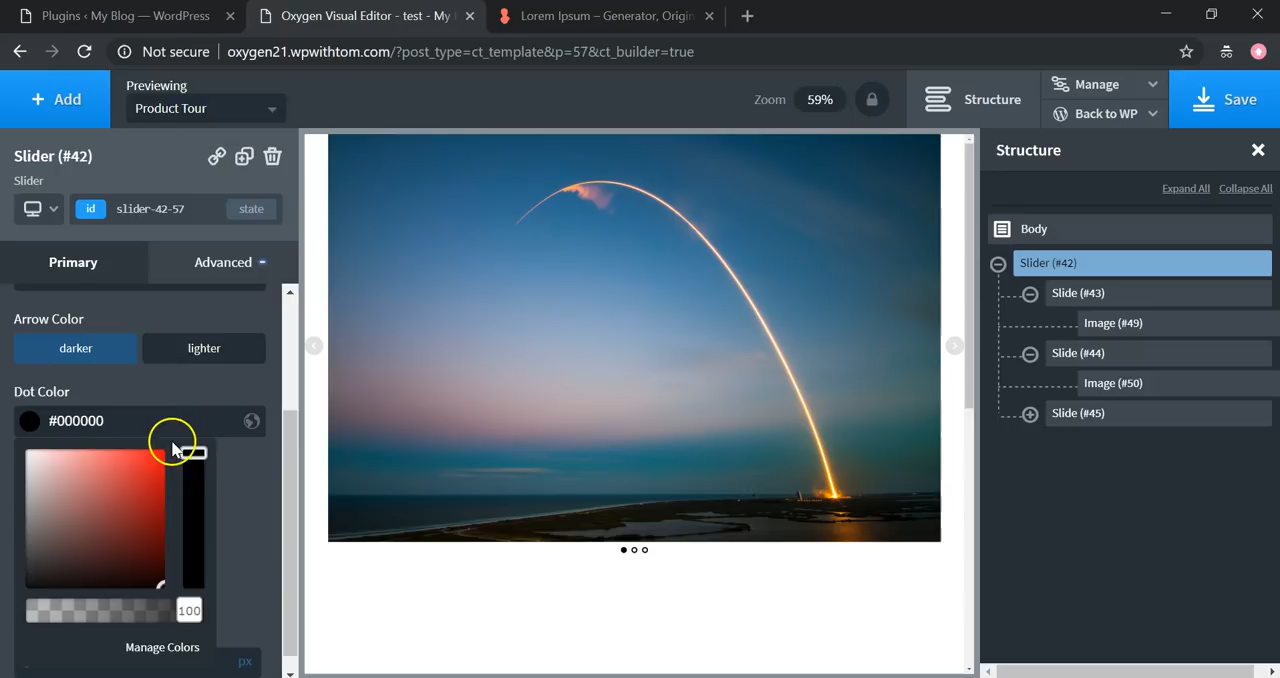 Plugins ‹ My Blog — WordPress
Oxygen Visual Editor - test - My
Lorem Ipsum – Generator, Origin
Not secure
oxygen21.wpwithtom.com/?post_type=ct_template&p=57&ct_builder=true
+ Add
Previewing
Product Tour
Zoom
59%
Structure
Manage
Back to WP
Save
Slider (#42)
Slider
id
slider-42-57
state
Primary
Advanced
Arrow Color
darker
lighter
Dot Color
#000000
100
Manage Colors
px
Structure
Expand All
Collapse All
Body
Slider (#42)
Slide (#43)
Image (#49)
Slide (#44)
Image (#50)
Slide (#45)